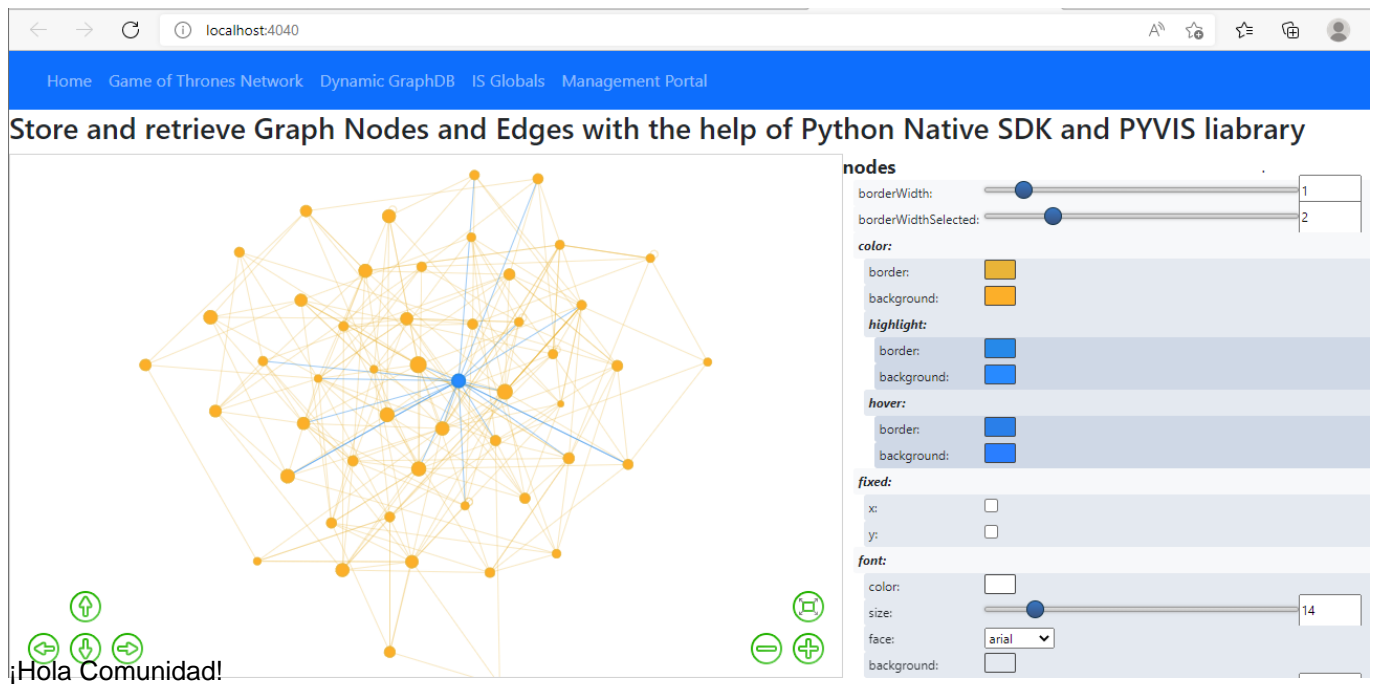 localhost:4040
Home Game of Thrones Network Dynamic GraphDB IS Globals Management Portal
Store and retrieve Graph Nodes and Edges with the help of Python Native SDK and PYVIS liabrary
nodes
borderWidth: 1
borderWidthSelected: 2
color:
border:
background:
highlight:
border:
background:
hover:
border:
background:
fixed:
x:
y:
font:
color:
size: 14
face: arial
background:
¡Hola Comunidad!